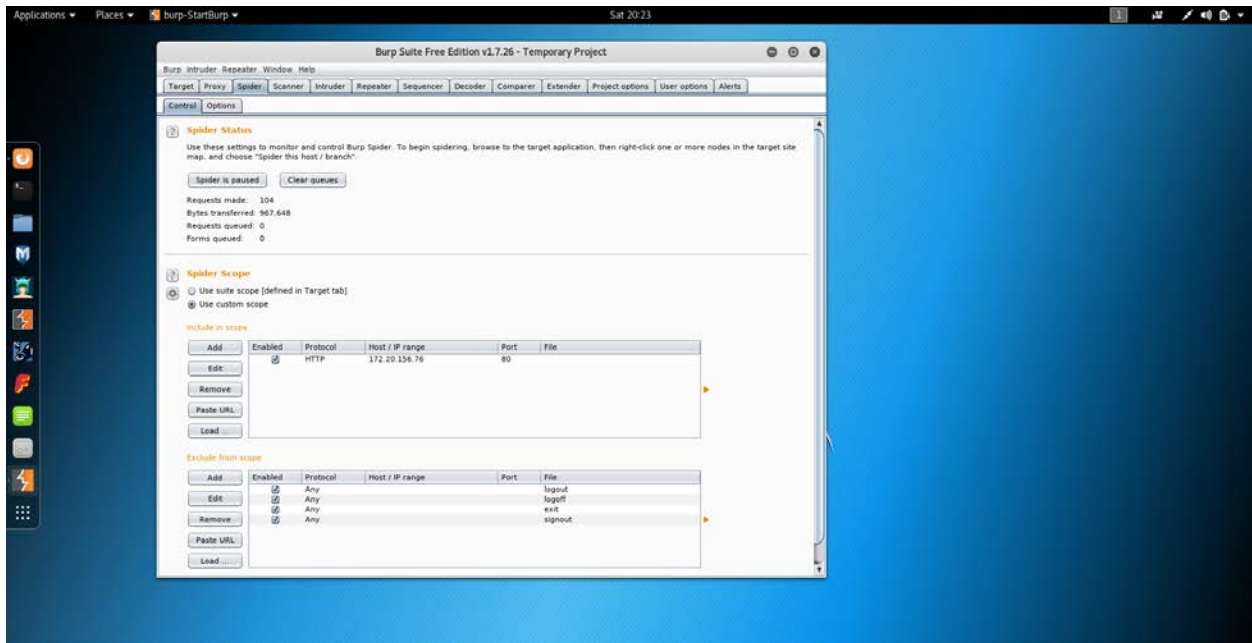 Applications Places burp-StartBurp Sat 20:23 1
Burp Suite Free Edition v1.7.26 - Temporary Project
Burp Intruder Repeater Window Help
Target Proxy Spider Scanner Intruder Repeater Sequencer Decoder Comparer Extender Project options User options Alerts
Control Options
? Spider Status
Use these settings to monitor and control Burp Spider. To begin spidering, browse to the target application, then right-click one or more nodes in the target site
map, and choose "Spider this host / branch".
Spider is paused Clear queues
Requests made: 104
Bytes transferred: 967,648
Requests queued: 0
Forms queued: 0
? Spider Scope
Use suite scope [defined in Target tab]
Use custom scope
Include in scope
Add Enabled Protocol Host / IP range Port File
HTTP 172.20.156.76 80
Edit
Remove
Paste URL
Load ...
Exclude from scope
Add Enabled Protocol Host / IP range Port File
Any logout
Edit Any logoff
Any exit
Remove Any signout
Paste URL
Load ...